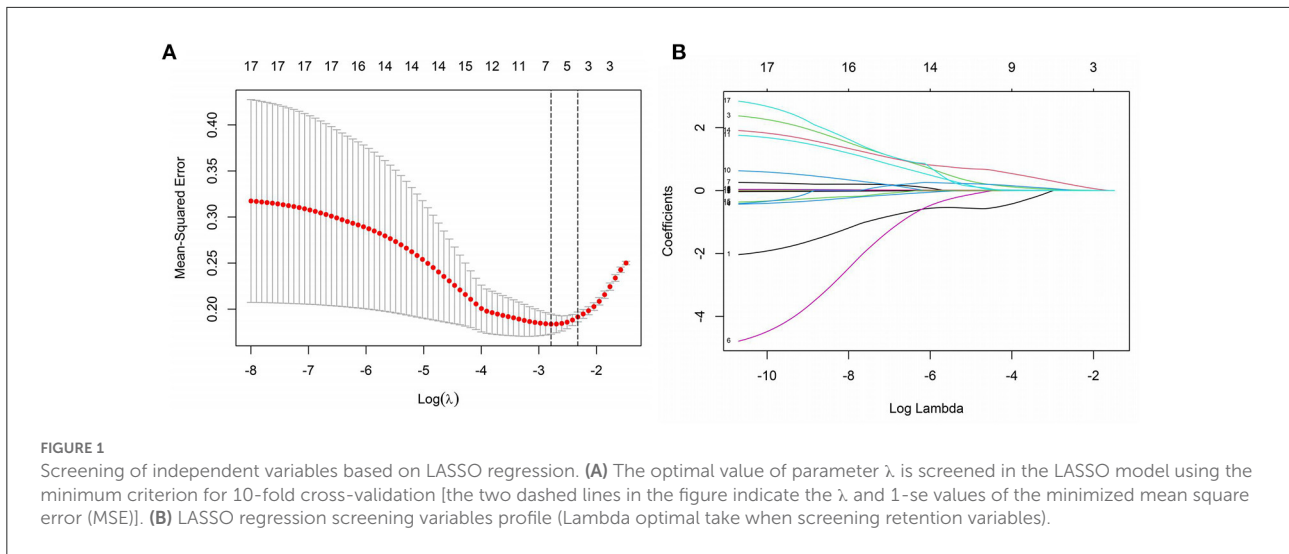 A
17 17 17 17 16 14 14 14 15 12 11 7 5 3 3
0.40
0.35
0.30
0.25
0.20
Mean-Squared Error
-8 -7 -6 -5 -4 -3 -2
Log(λ)
B
17 16 14 9 3
2
0
-2
-4
Coefficients
17
3
11
10
7
1
6
-10 -8 -6 -4 -2
Log Lambda
FIGURE 1
Screening of independent variables based on LASSO regression. (A) The optimal value of parameter λ is screened in the LASSO model using the
minimum criterion for 10-fold cross-validation [the two dashed lines in the figure indicate the λ and 1-se values of the minimized mean square
error (MSE)]. (B) LASSO regression screening variables profile (Lambda optimal take when screening retention variables).